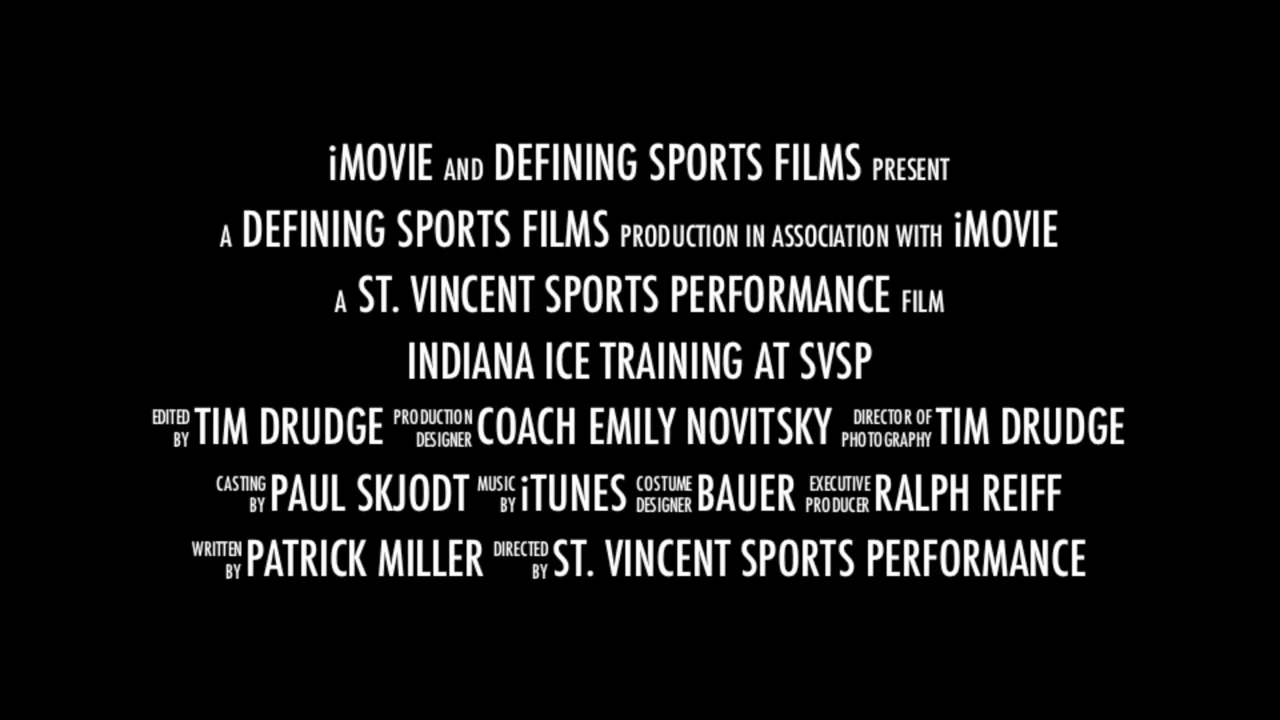 iMOVIE AND DEFINING SPORTS FILMS PRESENT
A DEFINING SPORTS FILMS PRODUCTION IN ASSOCIATION WITH iMOVIE
A ST. VINCENT SPORTS PERFORMANCE FILM
INDIANA ICE TRAINING AT SVSP
EDITED BY TIM DRUDGE PRODUCTION DESIGNER COACH EMILY NOVITSKY DIRECTOR OF PHOTOGRAPHY TIM DRUDGE
CASTING BY PAUL SKJODT MUSIC BY iTUNES COSTUME DESIGNER BAUER EXECUTIVE PRODUCER RALPH REIFF
WRITTEN BY PATRICK MILLER DIRECTED BY ST. VINCENT SPORTS PERFORMANCE